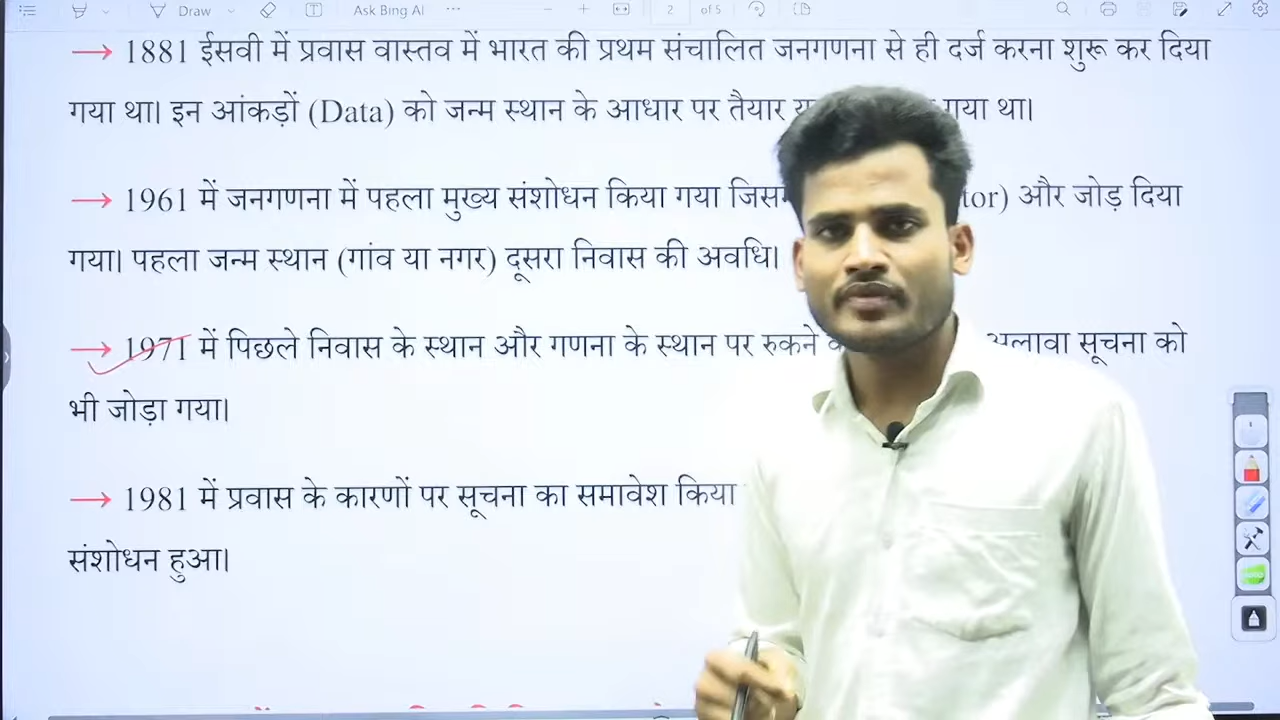 Draw Ask Bing AI 2 of 5
1881 ईसवी में प्रवास वास्तव में भारत की प्रथम संचालित जनगणना से ही दर्ज करना शुरू कर दिया
गया था। इन आंकड़ों (Data) को जन्म स्थान के आधार पर तैयार गया था।
1961 में जनगणना में पहला मुख्य संशोधन किया गया और जोड़ दिया
गया। पहला जन्म स्थान (गांव या नगर) दूसरा निवास की अवधि।
1971 में पिछले निवास के स्थान और गणना के स्थान पर रुकने अलावा सूचना को
भी जोड़ा गया।
1981 में प्रवास के कारणों पर सूचना का समावेश किया
संशोधन हुआ।